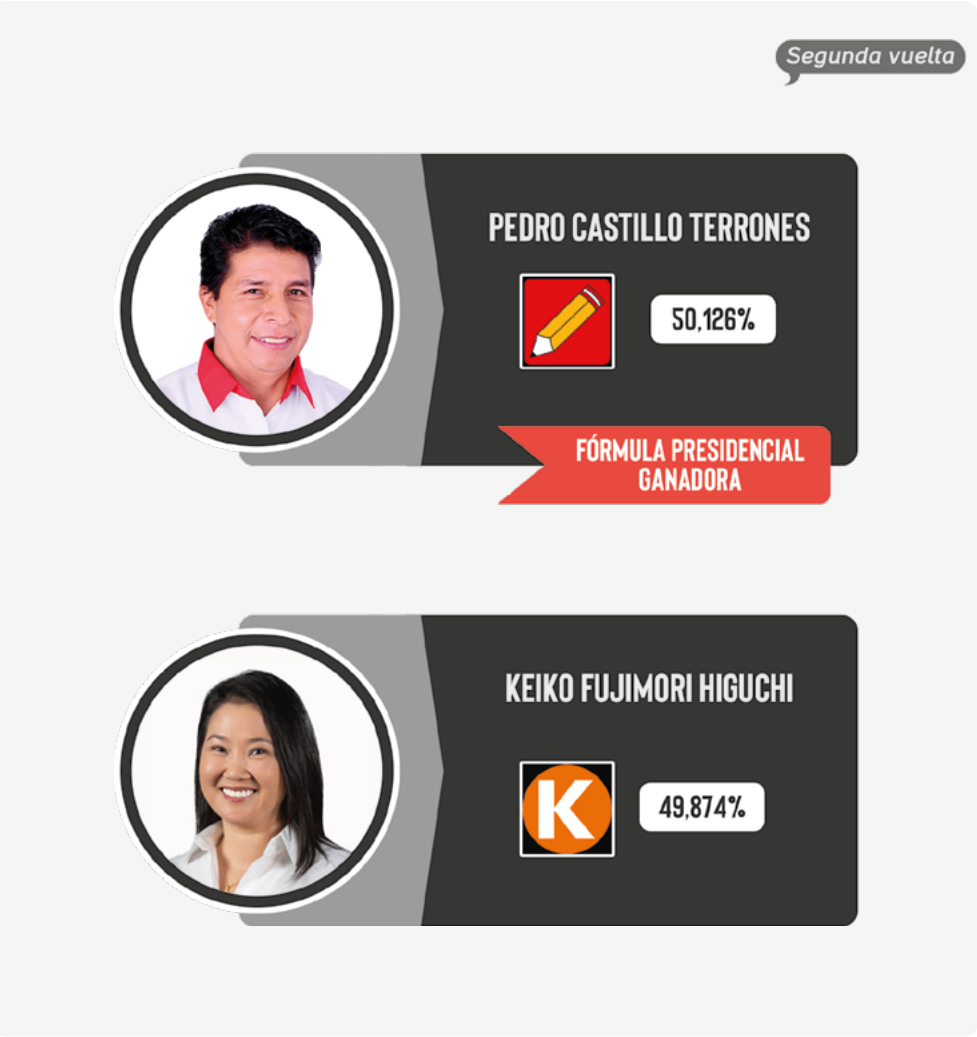 Segunda vuelta
PEDRO CASTILLO TERRONES
50,126%
FÓRMULA PRESIDENCIAL
GANADORA
KEIKO FUJIMORI HIGUCHI
K
49,874%